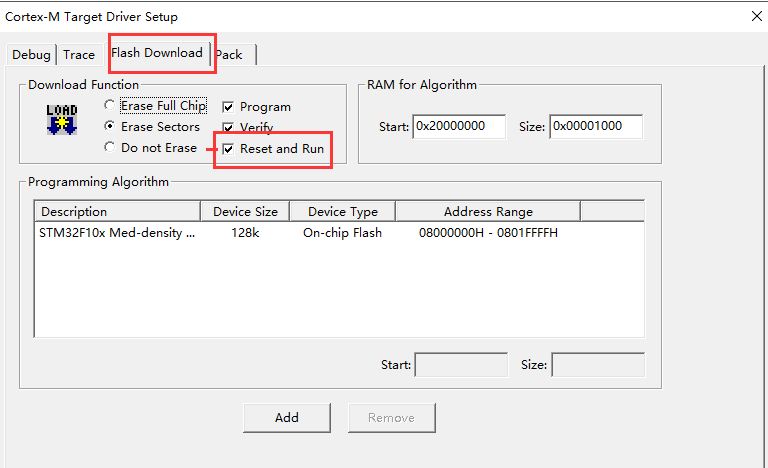 Cortex-M Target Driver Setup
Debug Trace Flash Download Pack
Download Function
LOAD
Erase Full Chip
Erase Sectors
Do not Erase
Program
Verify
Reset and Run
RAM for Algorithm
Start: 0x20000000 Size: 0x00001000
Programming Algorithm
Description Device Size Device Type Address Range
STM32F10x Med-density ... 128k On-chip Flash 08000000H - 0801FFFFH
Start: Size:
Add Remove